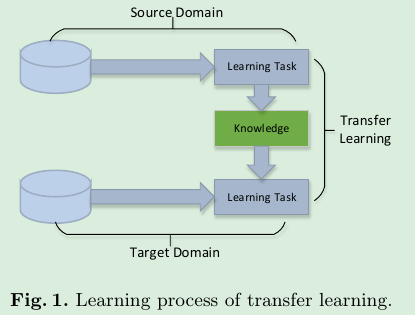 Source Domain
Learning Task
Knowledge
Transfer
Learning
Learning Task
Target Domain
Fig. 1. Learning process of transfer learning.